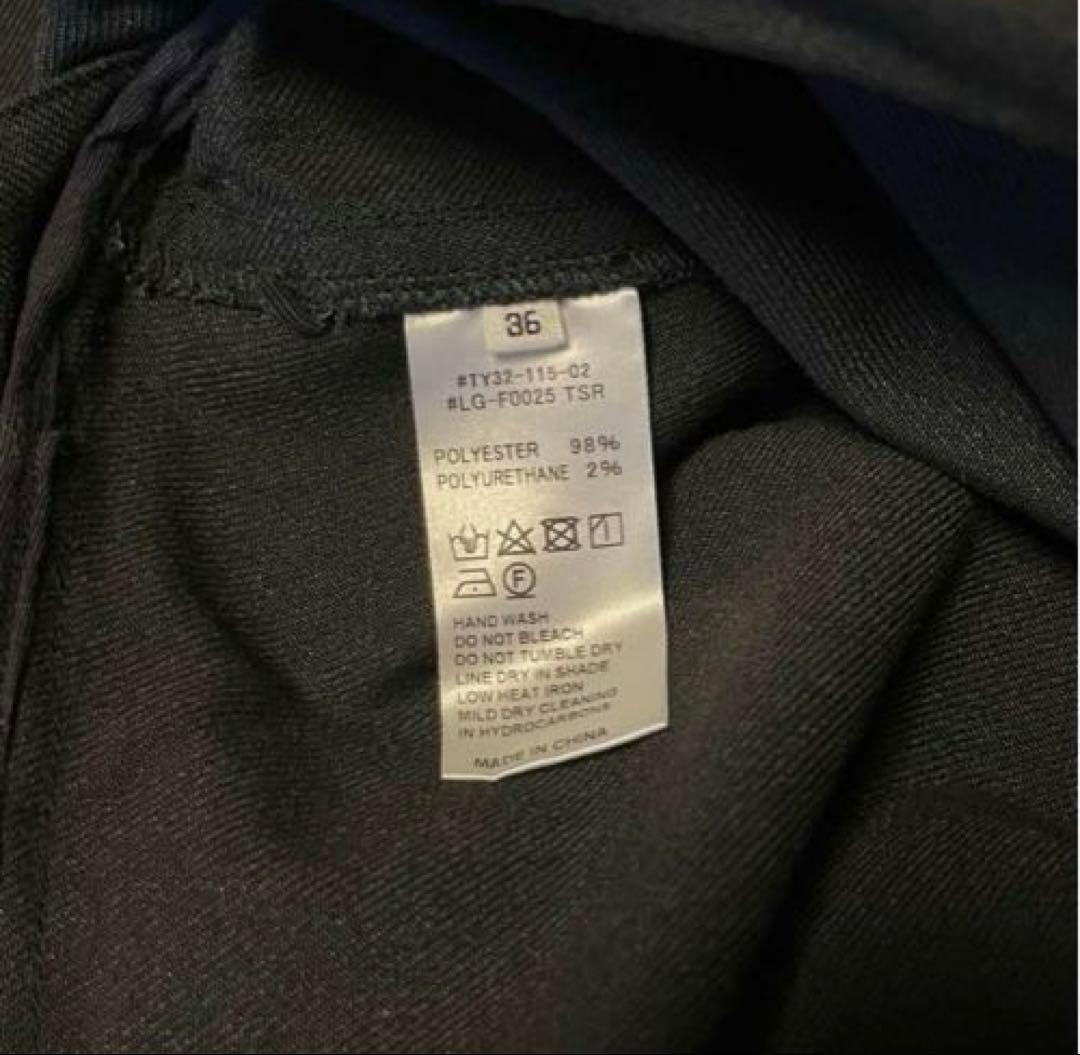 36
#TY32-115-02
#LG-F0025 TSR
POLYESTER 98%
POLYURETHANE 2%
F
HAND WASH
DO NOT BLEACH
DO NOT TUMBLE DRY
LINE DRY IN SHADE
LOW HEAT IRON
MILD DRY CLEANING
IN HYDROCARBONS
MADE IN CHINA